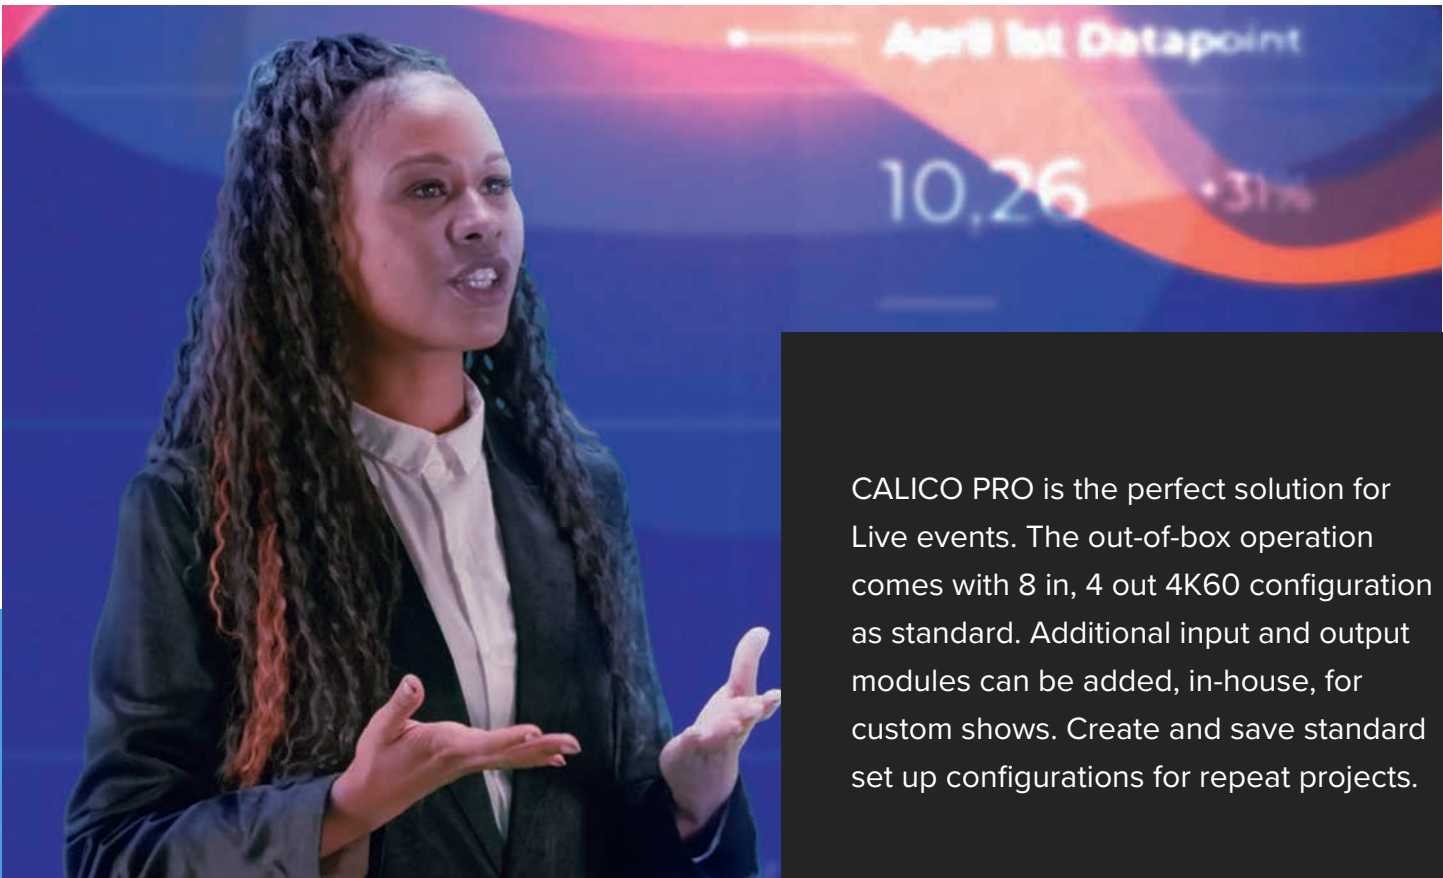 April 1st Datapoint
10,26
+31%
CALICO PRO is the perfect solution for
Live events. The out-of-box operation
comes with 8 in, 4 out 4K60 configuration
as standard. Additional input and output
modules can be added, in-house, for
custom shows. Create and save standard
set up configurations for repeat projects.